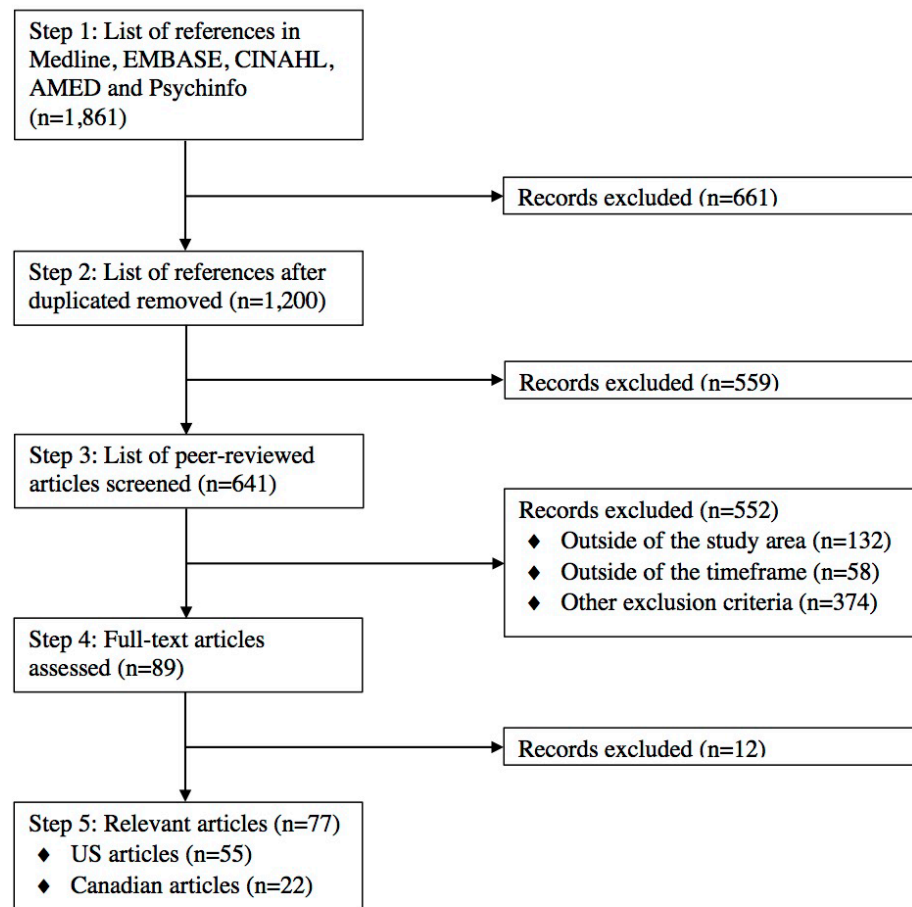 Step 1: List of references in
Medline, EMBASE, CINAHL,
AMED and Psychinfo
(n=1,861)
Records excluded (n=661)
Step 2: List of references after
duplicated removed (n=1,200)
Records excluded (n=559)
Step 3: List of peer-reviewed
articles screened (n=641)
Records excluded (n=552)
♦ Outside of the study area (n=132)
♦ Outside of the timeframe (n=58)
♦ Other exclusion criteria (n=374)
Step 4: Full-text articles
assessed (n=89)
Records excluded (n=12)
Step 5: Relevant articles (n=77)
♦ US articles (n=55)
♦ Canadian articles (n=22)